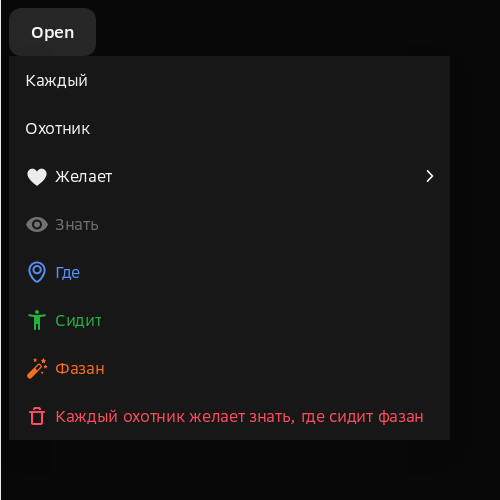 Open
Каждый
Охотник
Желает
Знать
Где
Сидит
Фазан
Каждый охотник желает знать, где сидит фазан